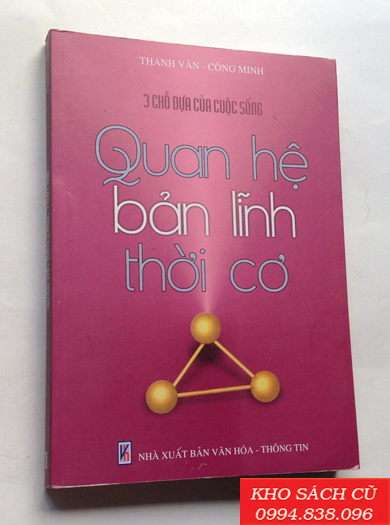 THANH VÂN - CÔNG MINH
3 CHỖ DỰA CỦA CUỘC SỐNG
Quan hệ
bản lĩnh
thời cơ
NHÀ XUẤT BẢN VĂN HÓA - THÔNG TIN
KHO SÁCH CŨ
0994.838.096